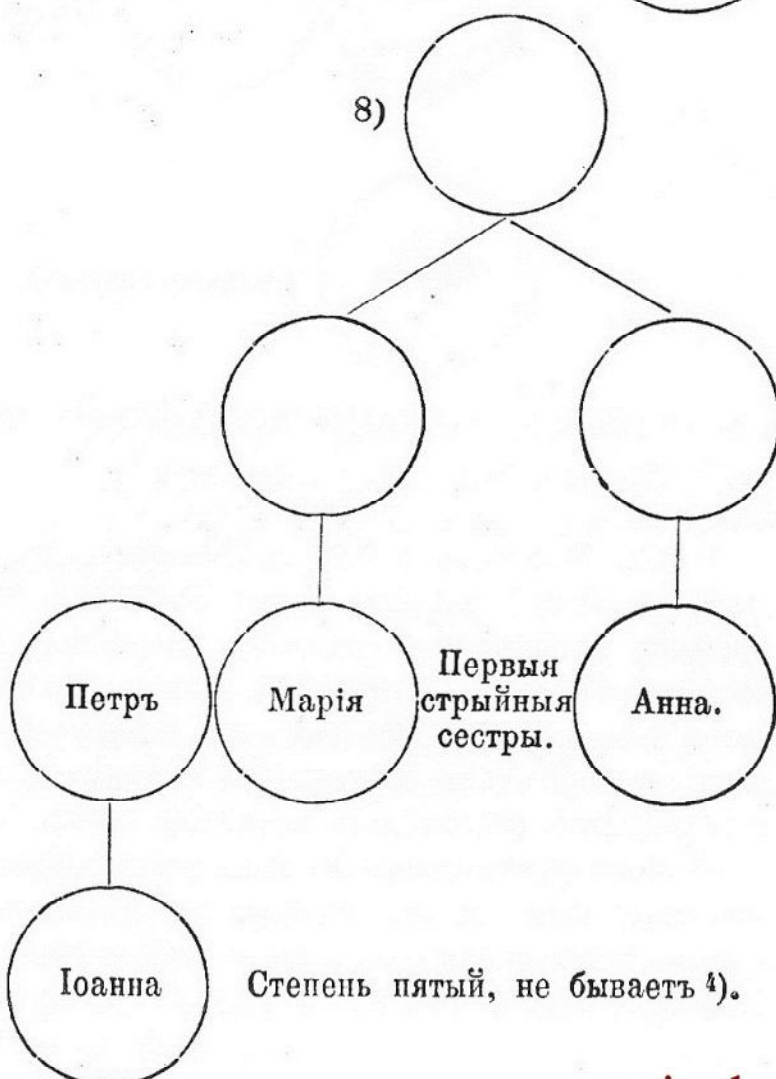 8)
Петръ
Марія
Первыя
стрыйныя
сестры.
Анна.
Іоанна
Степень пятый, не бываетъ ⁴).